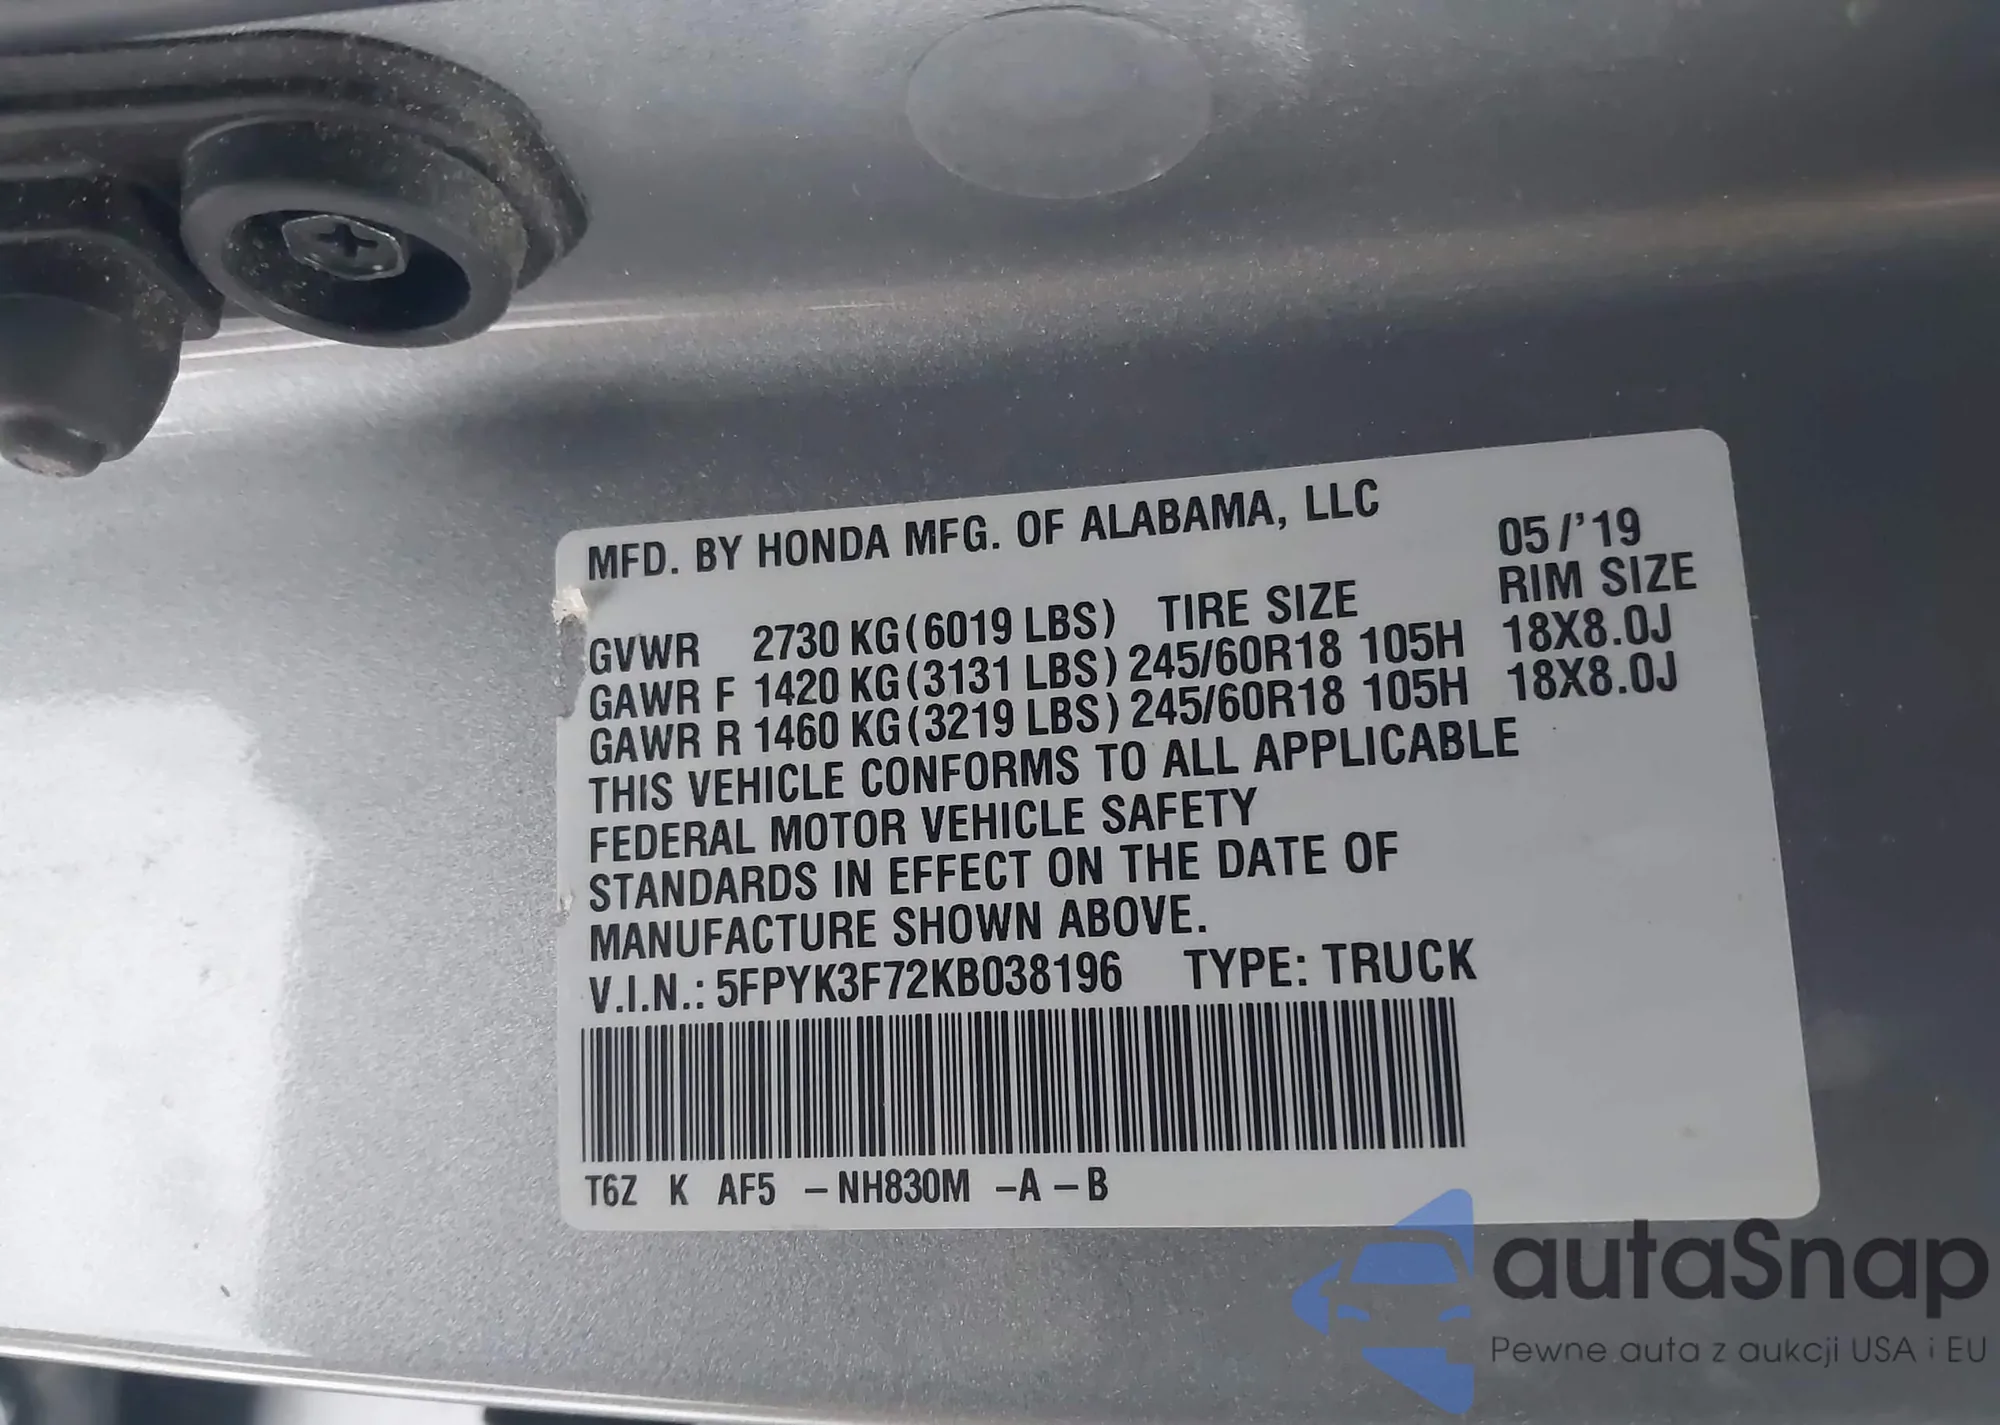 MFD. BY HONDA MFG. OF ALABAMA, LLC 05/'19
RIM SIZE
GVWR 2730 KG(6019 LBS) TIRE SIZE
GAWR F 1420 KG(3131 LBS) 245/60R18 105H 18X8.0J
GAWR R 1460 KG(3219 LBS) 245/60R18 105H 18X8.0J
THIS VEHICLE CONFORMS TO ALL APPLICABLE
FEDERAL MOTOR VEHICLE SAFETY
STANDARDS IN EFFECT ON THE DATE OF
MANUFACTURE SHOWN ABOVE.
V.I.N.: 5FPYK3F72KB038196 TYPE: TRUCK
T6Z K AF5 -NH830M -A -B
autaSnap
Pewne auta z aukcji USA i EU